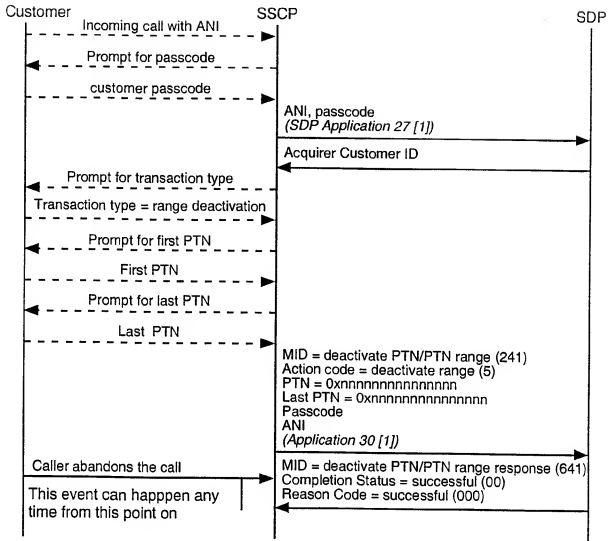 Customer
SSCP
SDP
Incoming call with ANI
Prompt for passcode
customer passcode
ANI, passcode
(SDP Application 27 [1])
Acquirer Customer ID
Prompt for transaction type
Transaction type = range deactivation
Prompt for first PTN
First PTN
Prompt for last PTN
Last PTN
MID = deactivate PTN/PTN range (241)
Action code = deactivate range (5)
PTN = 0xnnnnnnnnnnnnnnn
Last PTN = 0xnnnnnnnnnnnnnnn
Passcode
ANI
(Application 30 [1])
Caller abandons the call
This event can happpen any
time from this point on
MID = deactivate PTN/PTN range response (641)
Completion Status = successful (00)
Reason Code = successful (000)